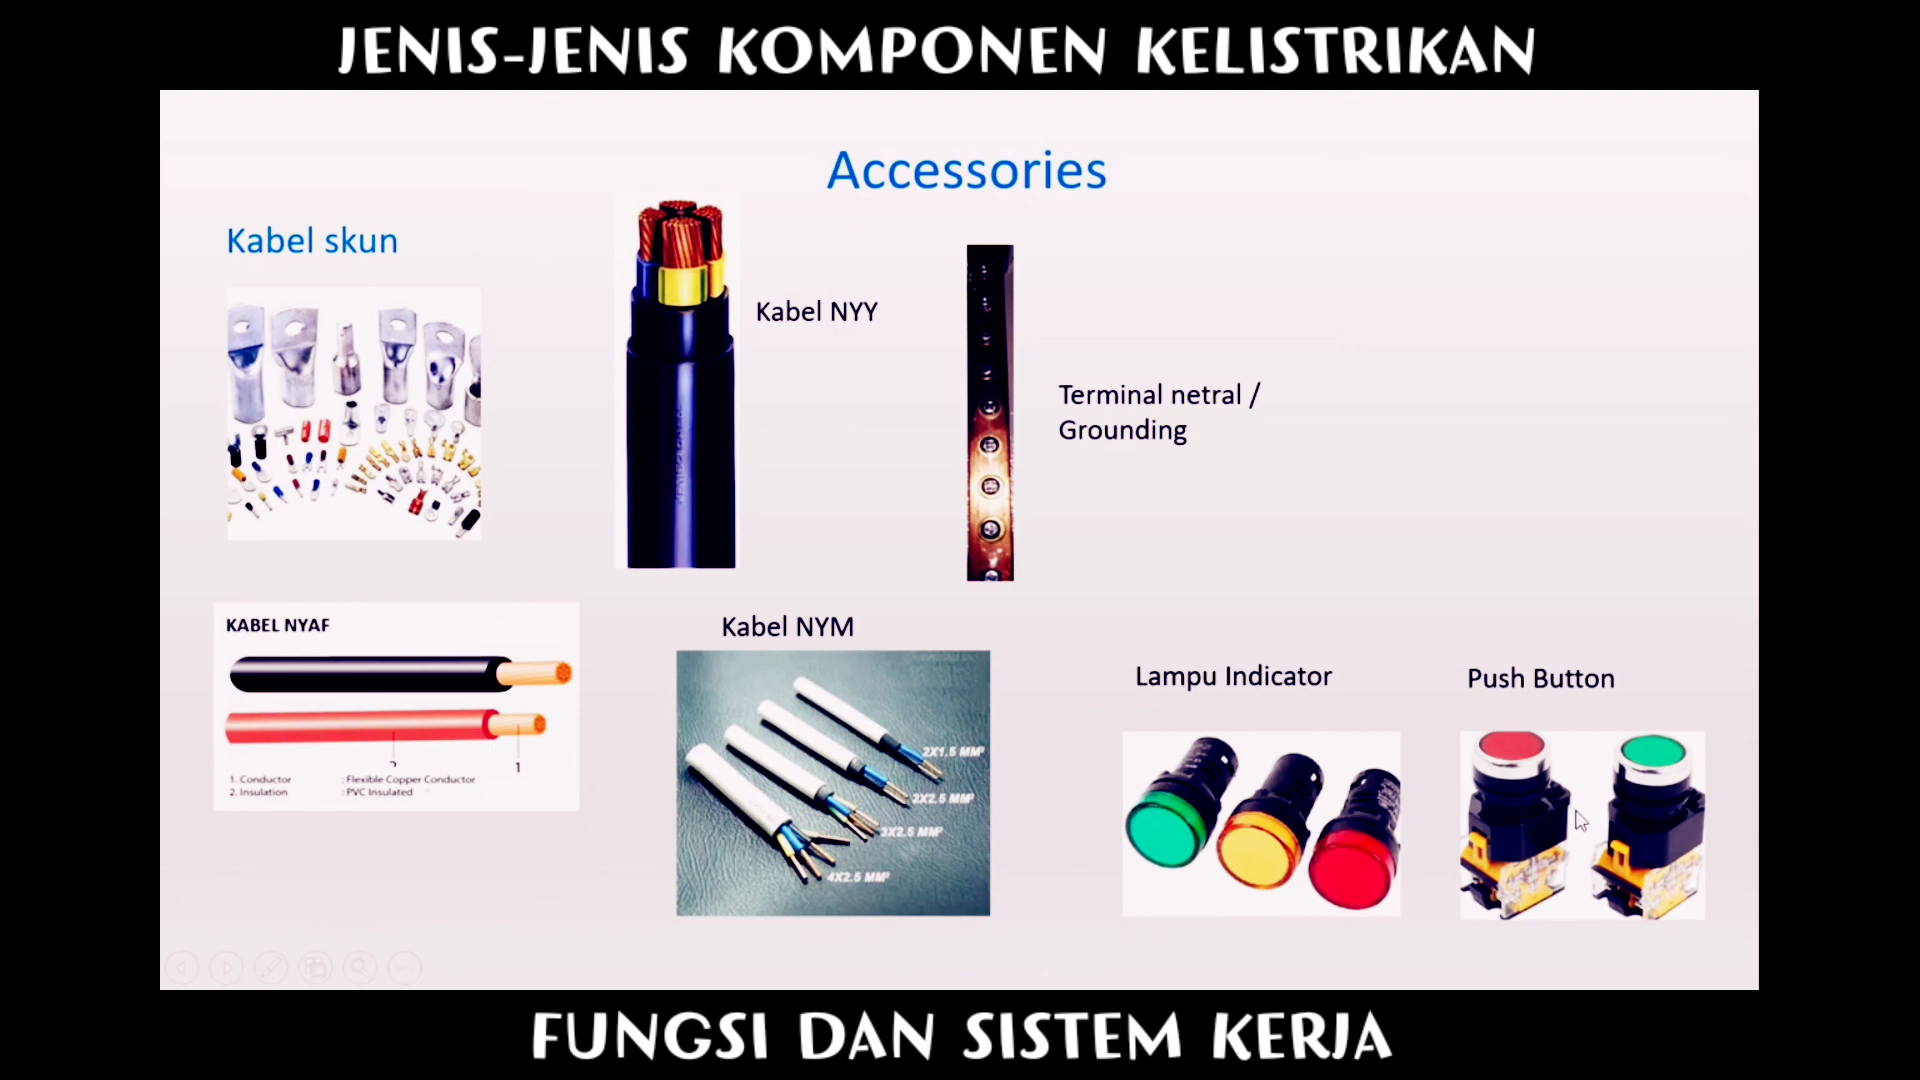 JENIS-JENIS KOMPONEN KELISTRIKAN
Accessories
Kabel skun
Kabel NYY
Terminal netral /
Grounding
KABEL NYAF
2
1
1. Conductor : Flexible Copper Conductor
2. Insulation : PVC Insulated
Kabel NYM
2X1.5 MM²
2X2.5 MM²
3X2.5 MM²
4X2.5 MM²
Lampu Indicator
Push Button
FUNGSI DAN SISTEM KERJA